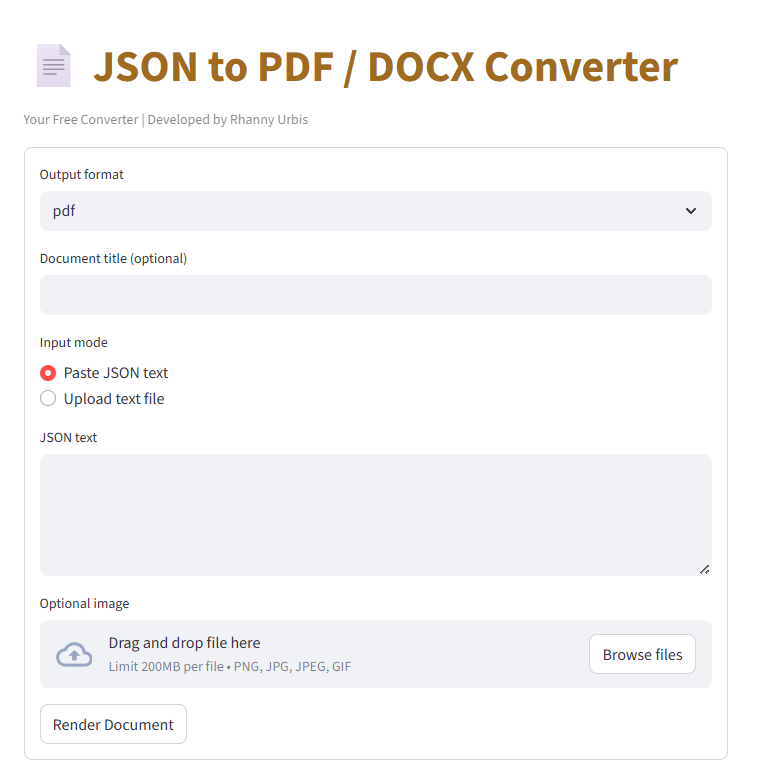 JSON to PDF / DOCX Converter
Your Free Converter | Developed by Rhanny Urbis
Output format
pdf
Document title (optional)
Input mode
Paste JSON text
Upload text file
JSON text
Optional image
Drag and drop file here
Limit 200MB per file • PNG, JPG, JPEG, GIF
Browse files
Render Document